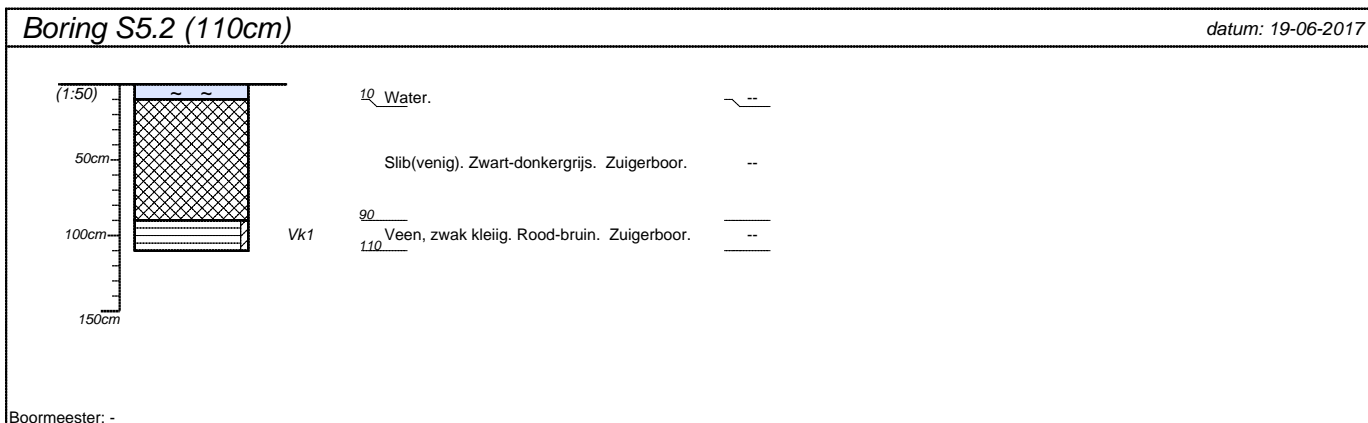 Boring S5.2 (110cm) datum: 19-06-2017
(1:50) ~ ~ 10 Water. --
50cm Slib(venig). Zwart-donkergrijs. Zuigerboor. --
90
100cm Vk1 Veen, zwak kleiig. Rood-bruin. Zuigerboor. --
110
150cm
Boormeester: -